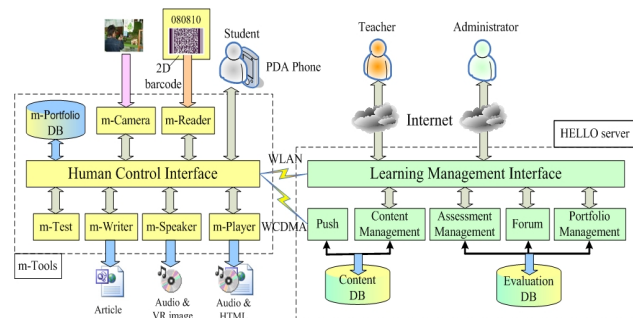 080810
2D
barcode
Student
PDA Phone
Teacher
Administrator
Internet
HELLO server
m-Portfolio
DB
m-Camera
m-Reader
Human Control Interface
WLAN
WCDMA
Learning Management Interface
m-Test
m-Writer
m-Speaker
m-Player
m-Tools
Article
Audio &
VR image
Audio &
HTML
Push
Content
Management
Assessment
Management
Forum
Portfolio
Management
Content
DB
Evaluation
DB